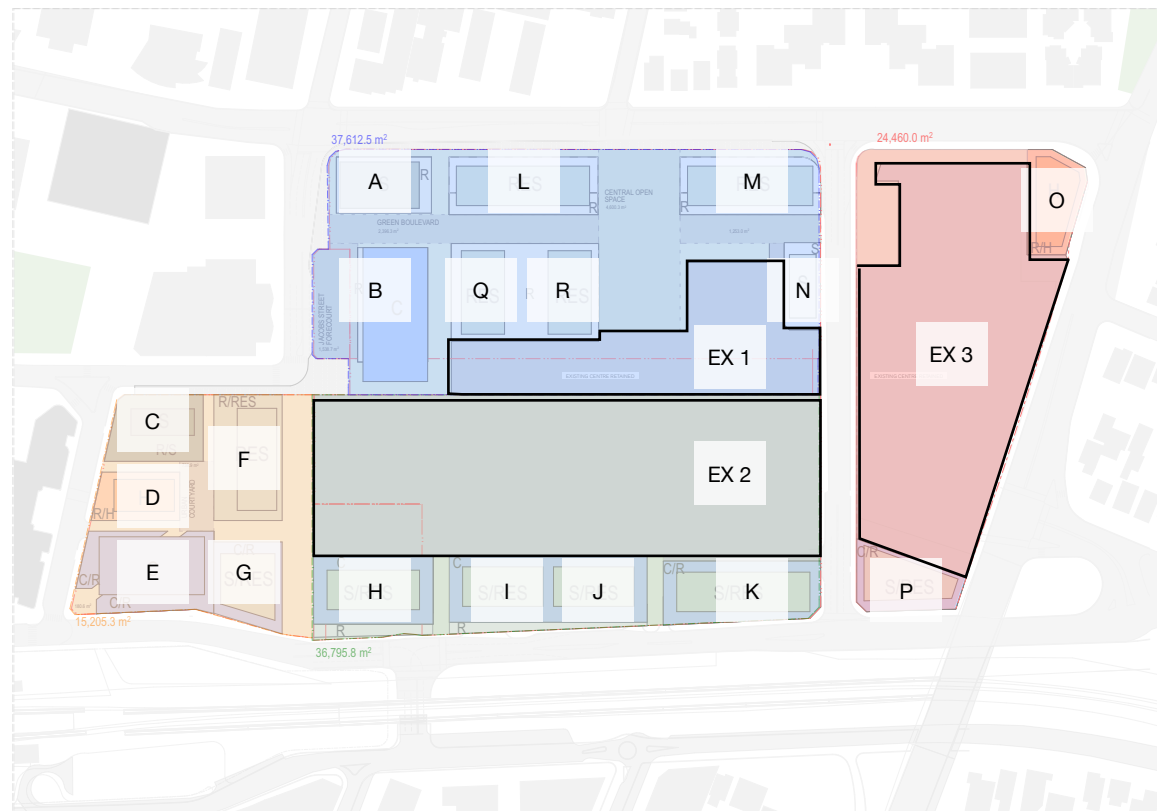 37,612.5 m²
24,460.0 m²
A
R
L
RES
R
M
RES
R
O
R/H
CENTRAL OPEN
SPACE
GREEN BOULEVARD
B
C
R
Q
RES
R
R
RES
S
N
JACOBS STREET
FORECOURT
EX 1
EX 3
R/RES
C
R/S
F
RES
D
R/H
COURTYARD
EX 2
E
C/R
C/R
G
C/R
S/RES
C
H
S/RES
R
I
S/RES
J
S/RES
R
C/R
K
S/RES
C/R
P
S/RES
15,205.3 m²
36,795.8 m²